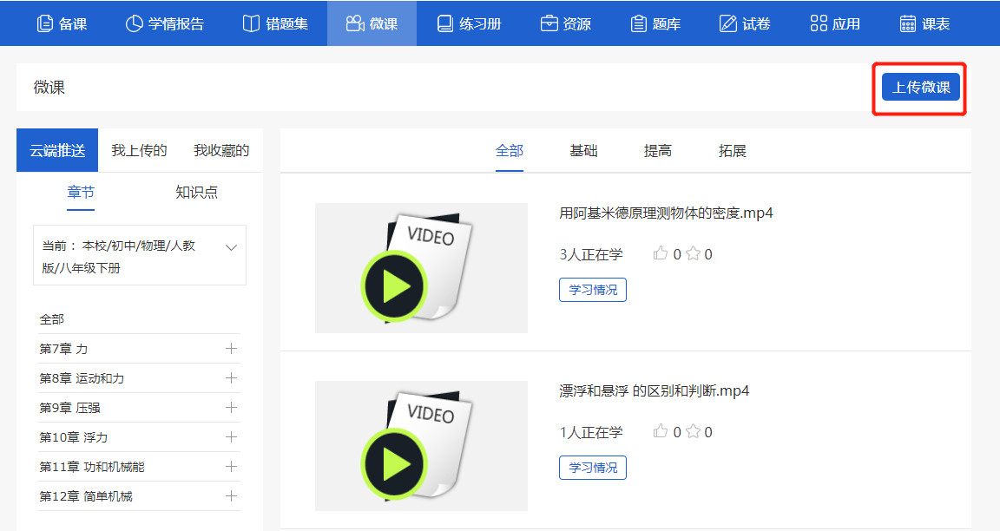 备课 学情报告 错题集 微课 练习册 资源 题库 试卷 应用 课表
微课 上传微课
云端推送 我上传的 我收藏的
章节 知识点
当前： 本校/初中/物理/人教
版/八年级下册
全部
第7章 力
第8章 运动和力
第9章 压强
第10章 浮力
第11章 功和机械能
第12章 简单机械
全部 基础 提高 拓展
VIDEO
用阿基米德原理测物体的密度.mp4
3人正在学 0 0
学习情况
VIDEO
漂浮和悬浮 的区别和判断.mp4
1人正在学 0 0
学习情况